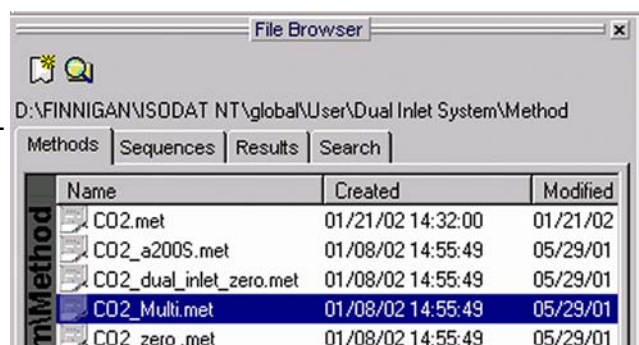 File Browser
D:\FINNIGAN\ISODAT NT\global\User\Dual Inlet System\Method
Methods Sequences Results Search
Name Created Modified
CO2.met 01/21/02 14:32:00 01/21/02
CO2_a200S.met 01/08/02 14:55:49 05/29/01
CO2_dual_inlet_zero.met 01/08/02 14:55:49 05/29/01
CO2_Multi.met 01/08/02 14:55:49 05/29/01
CO2_zero_.met 01/08/02 14:55:49 05/29/01
m\Method